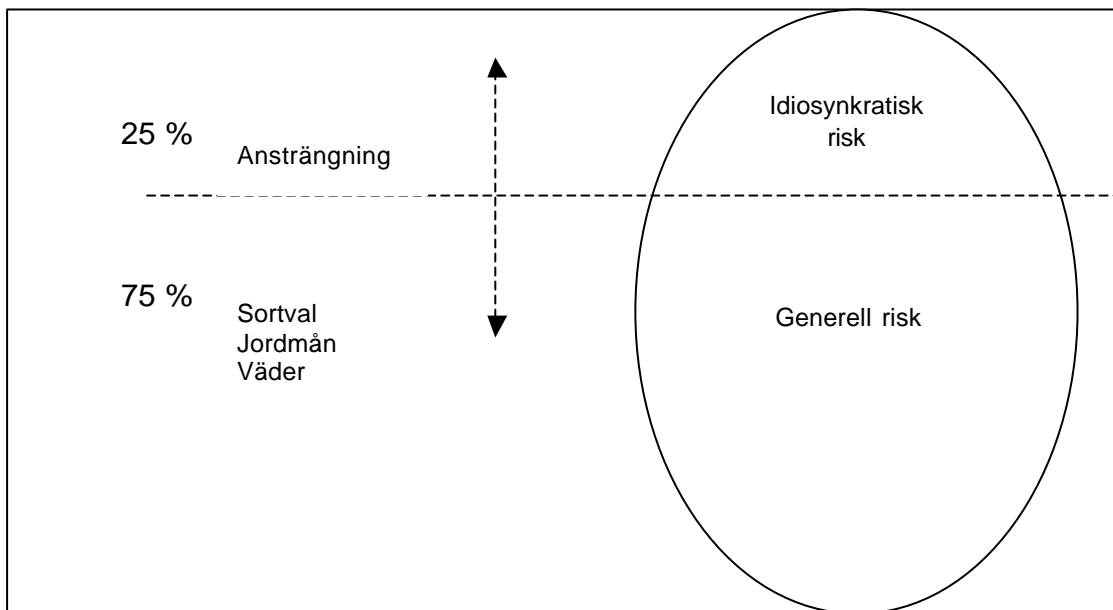 25 %
Ansträngning
Idiosynkratisk
risk
75 %
Sortval
Jordmån
Väder
Generell risk